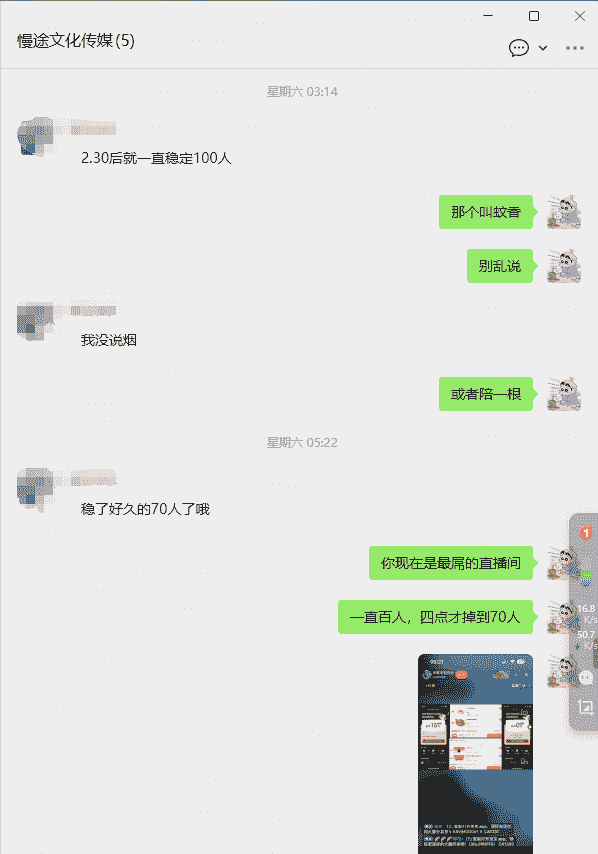 慢途文化传媒(5)
星期六 03:14
2.30后就一直稳定100人
那个叫蚊香
别乱说
我没说烟
或者陪一根
星期六 05:22
稳了好久的70人了哦
你现在是最屌的直播间
一直百人，四点才掉到70人
1
16.8
K/s
50.7
K/s